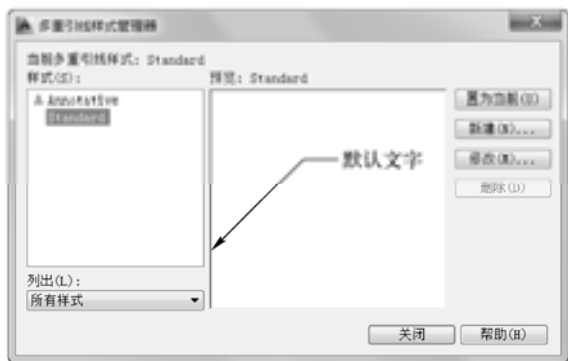 多重引线样式管理器
当前多重引线样式: Standard
样式(S):
预览: Standard
Annotative
Standard
默认文字
置为当前(U)
新建(N)...
修改(M)...
删除(D)
列出(L):
所有样式
关闭
帮助(H)